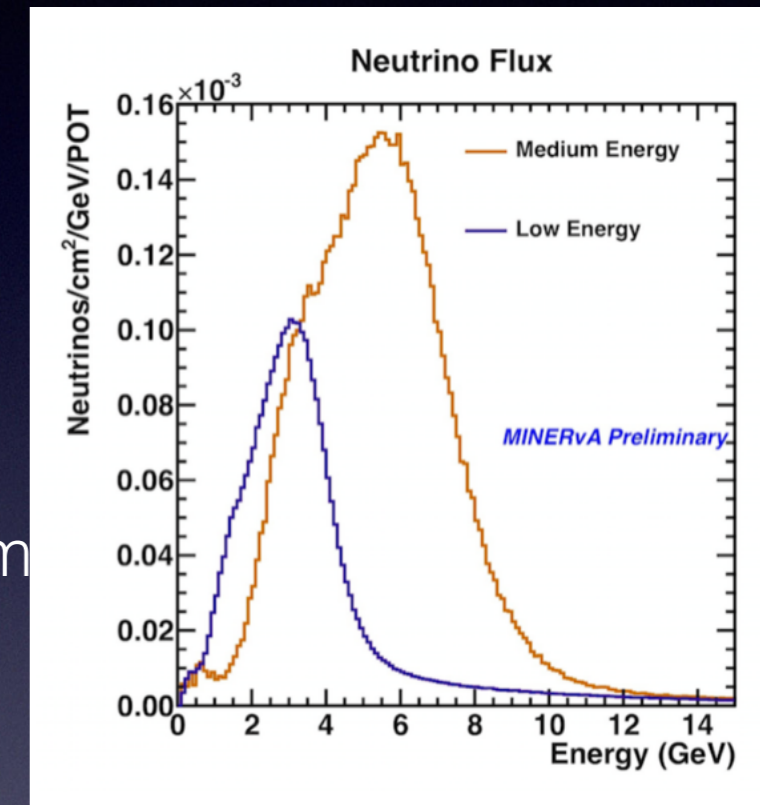 Neutrino Flux
×10-3
Neutrinos/cm2/GeV/POT
0.16
0.14
0.12
0.10
0.08
0.06
0.04
0.02
0.00
Medium Energy
Low Energy
MINERvA Preliminary
m
0 2 4 6 8 10 12 14
Energy (GeV)